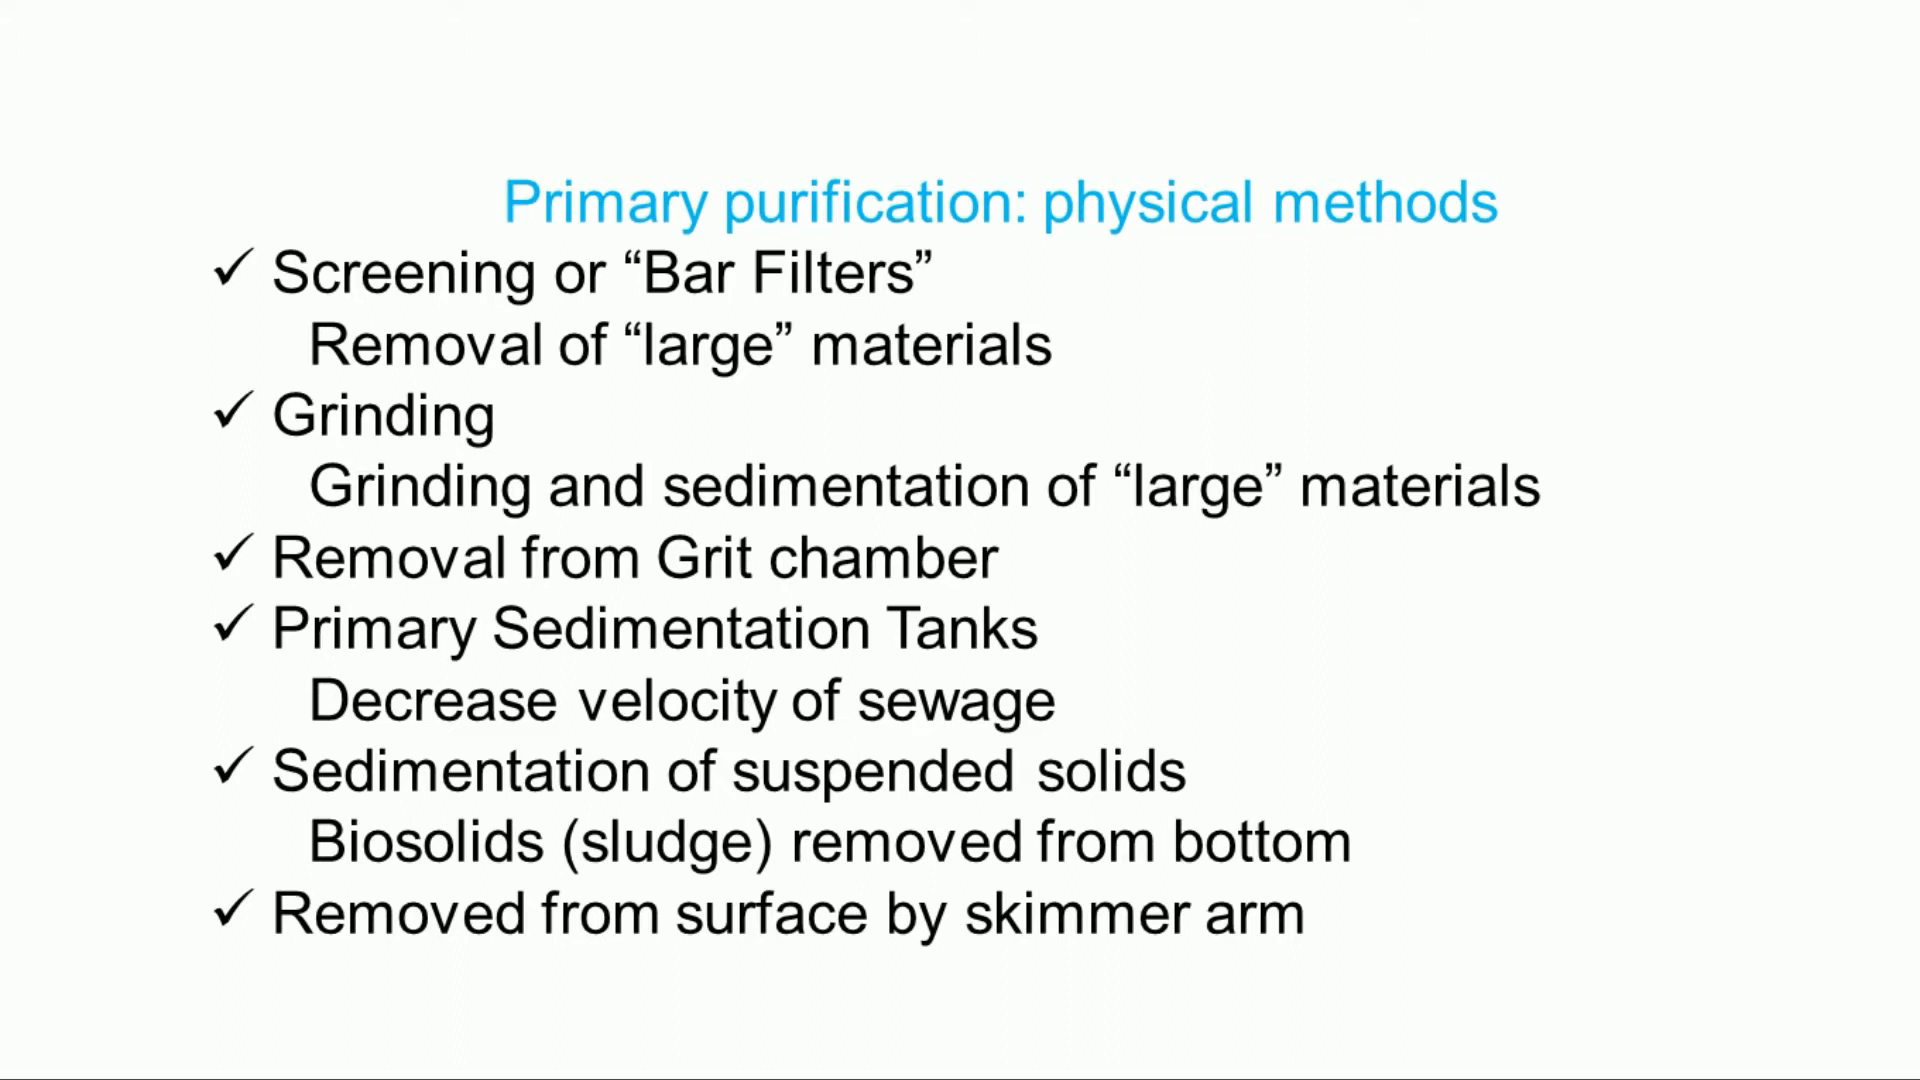 Primary purification: physical methods
✓ Screening or “Bar Filters”
Removal of “large” materials
✓ Grinding
Grinding and sedimentation of “large” materials
✓ Removal from Grit chamber
✓ Primary Sedimentation Tanks
Decrease velocity of sewage
✓ Sedimentation of suspended solids
Biosolids (sludge) removed from bottom
✓ Removed from surface by skimmer arm